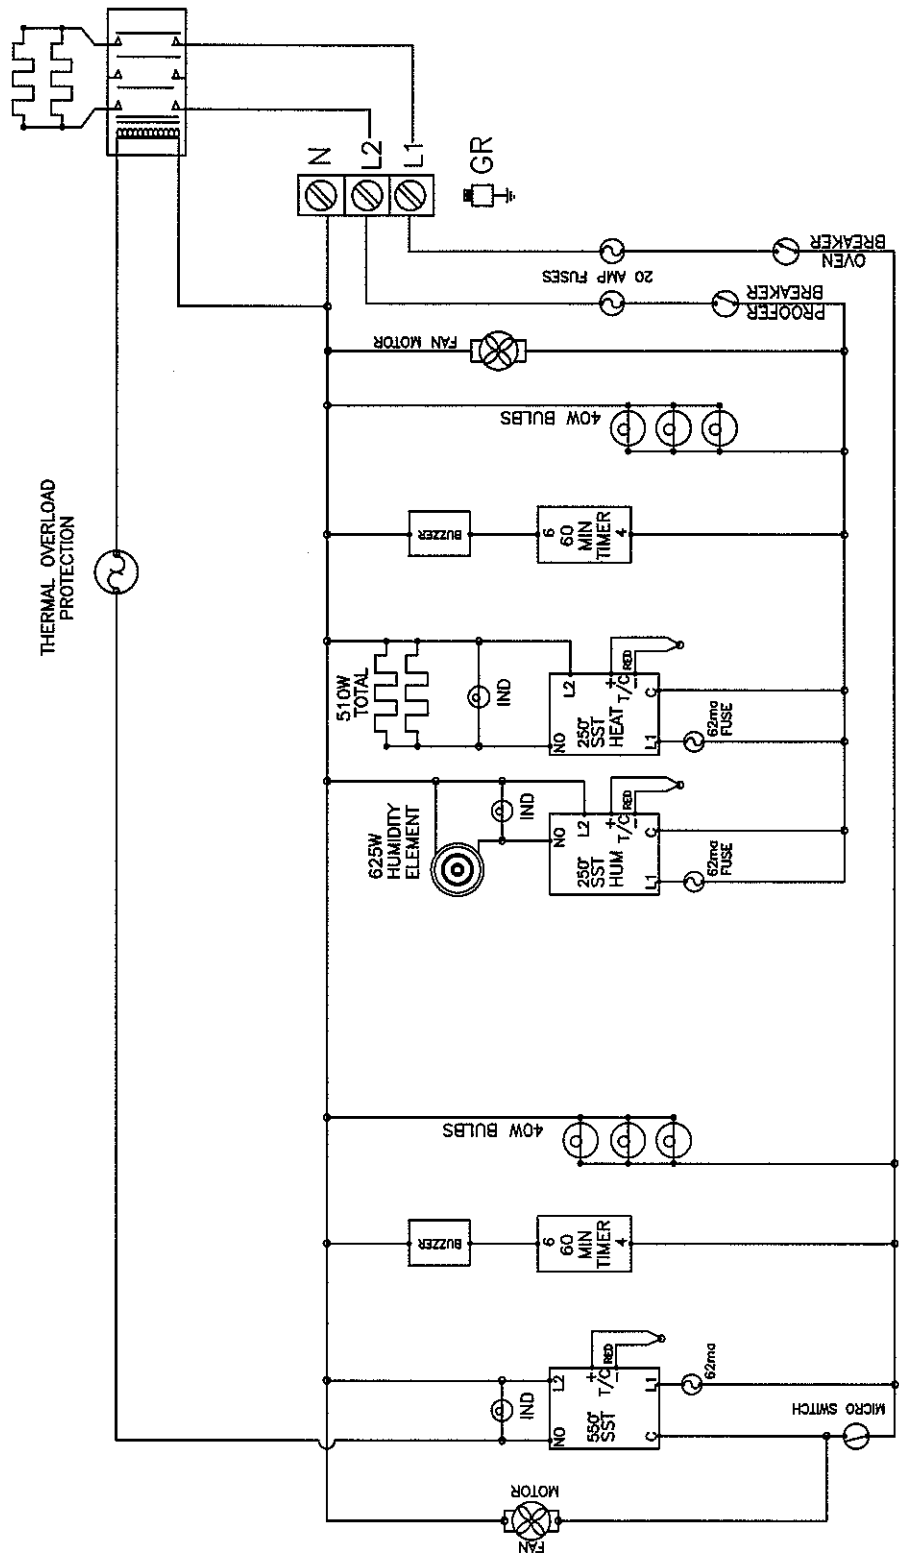 N
L2
L1
GR
OVEN
BREAKER
20 AMP FUSES
PROOFER
BREAKER
FAN MOTOR
40W BULBS
THERMAL OVERLOAD
PROTECTION
BUZZER
6
60
MIN
TIMER
4
510W
TOTAL
IND
L2
+
T/C RED
-
NO
250°
SST
HEAT
C
L1
62ma
FUSE
625W
HUMIDITY
ELEMENT
IND
L2
+
T/C RED
-
NO
250°
SST
HUM
C
L1
62ma
FUSE
40W BULBS
BUZZER
6
60
MIN
TIMER
4
IND
L2
+
T/C RED
-
L1
62ma
NO
550°
SST
C
MICRO SWITCH
FAN
MOTOR